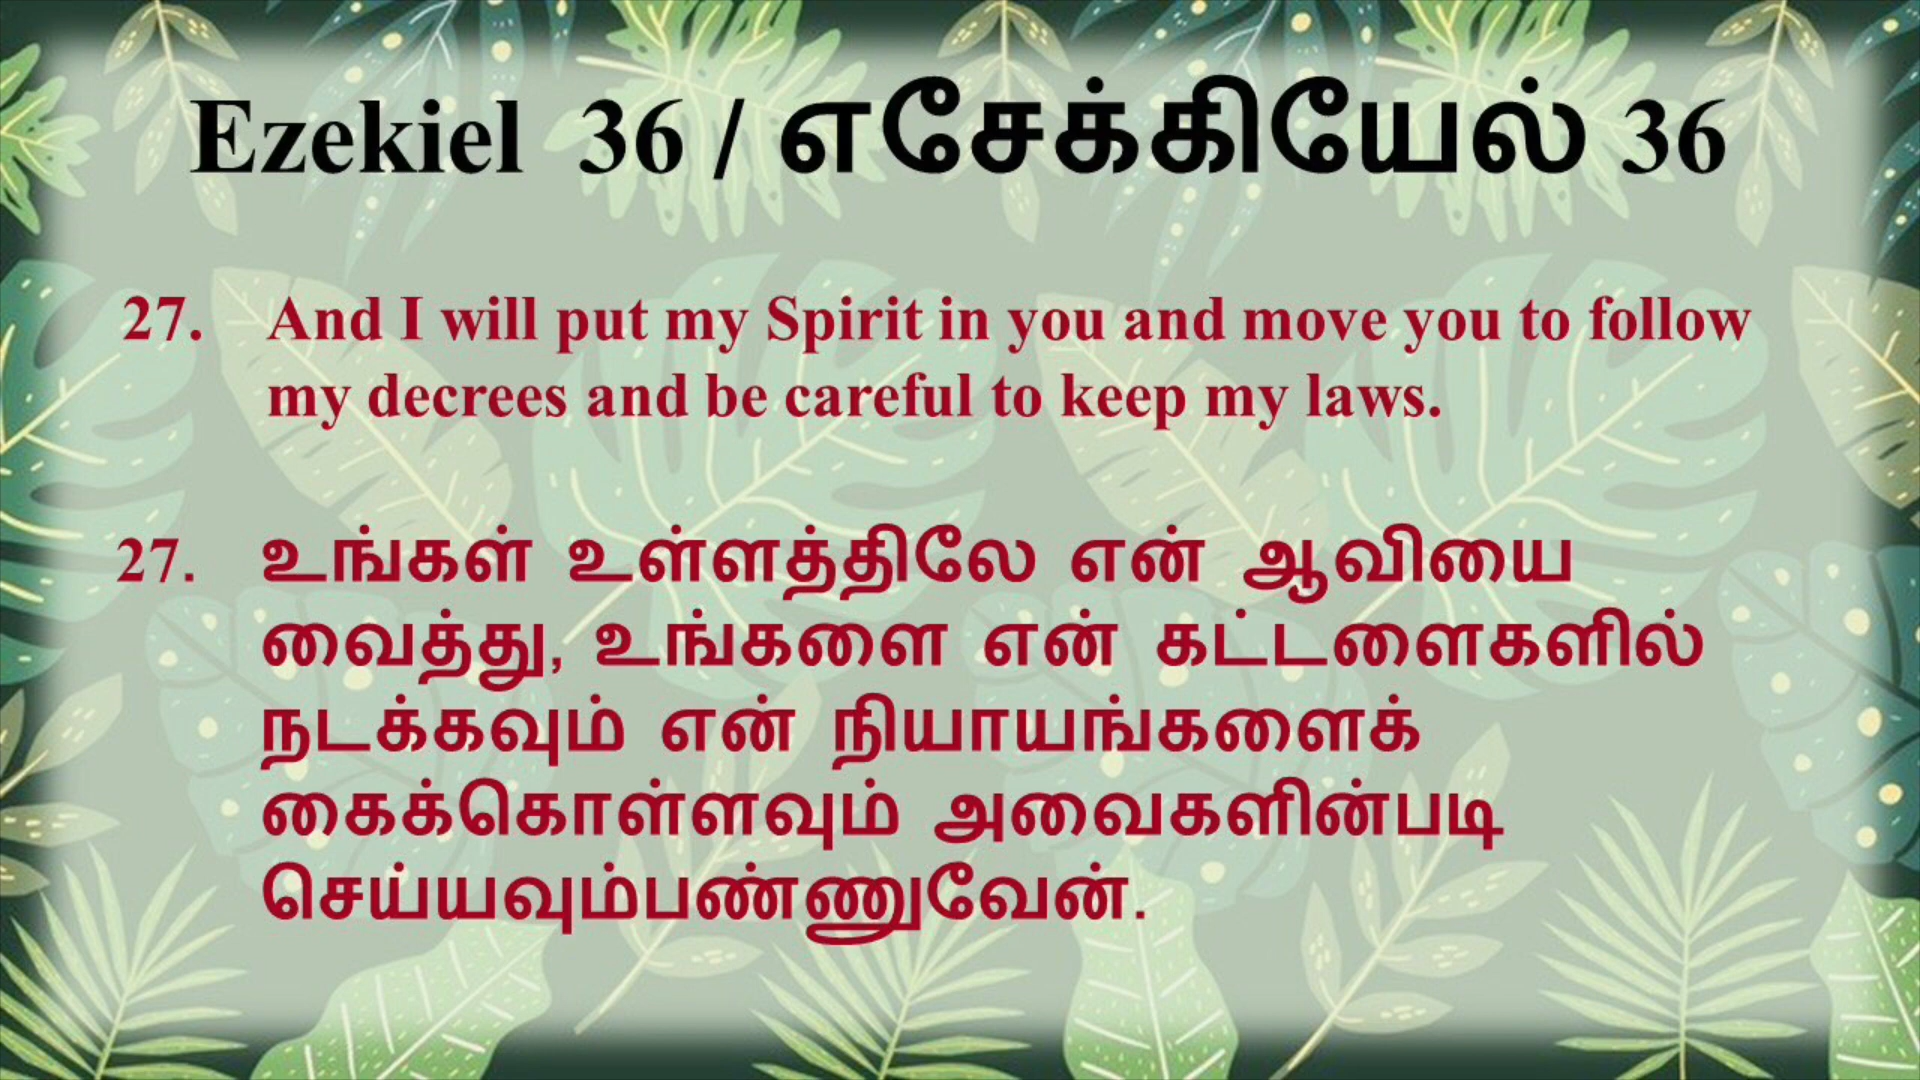 Ezekiel 36 / எசேக்கியேல் 36
27. And I will put my Spirit in you and move you to follow
my decrees and be careful to keep my laws.
27. உங்கள் உள்ளத்திலே என் ஆவியை
வைத்து, உங்களை என் கட்டளைகளில்
நடக்கவும் என் நியாயங்களைக்
கைக்கொள்ளவும் அவைகளின்படி
செய்யவும்பண்ணுவேன்.